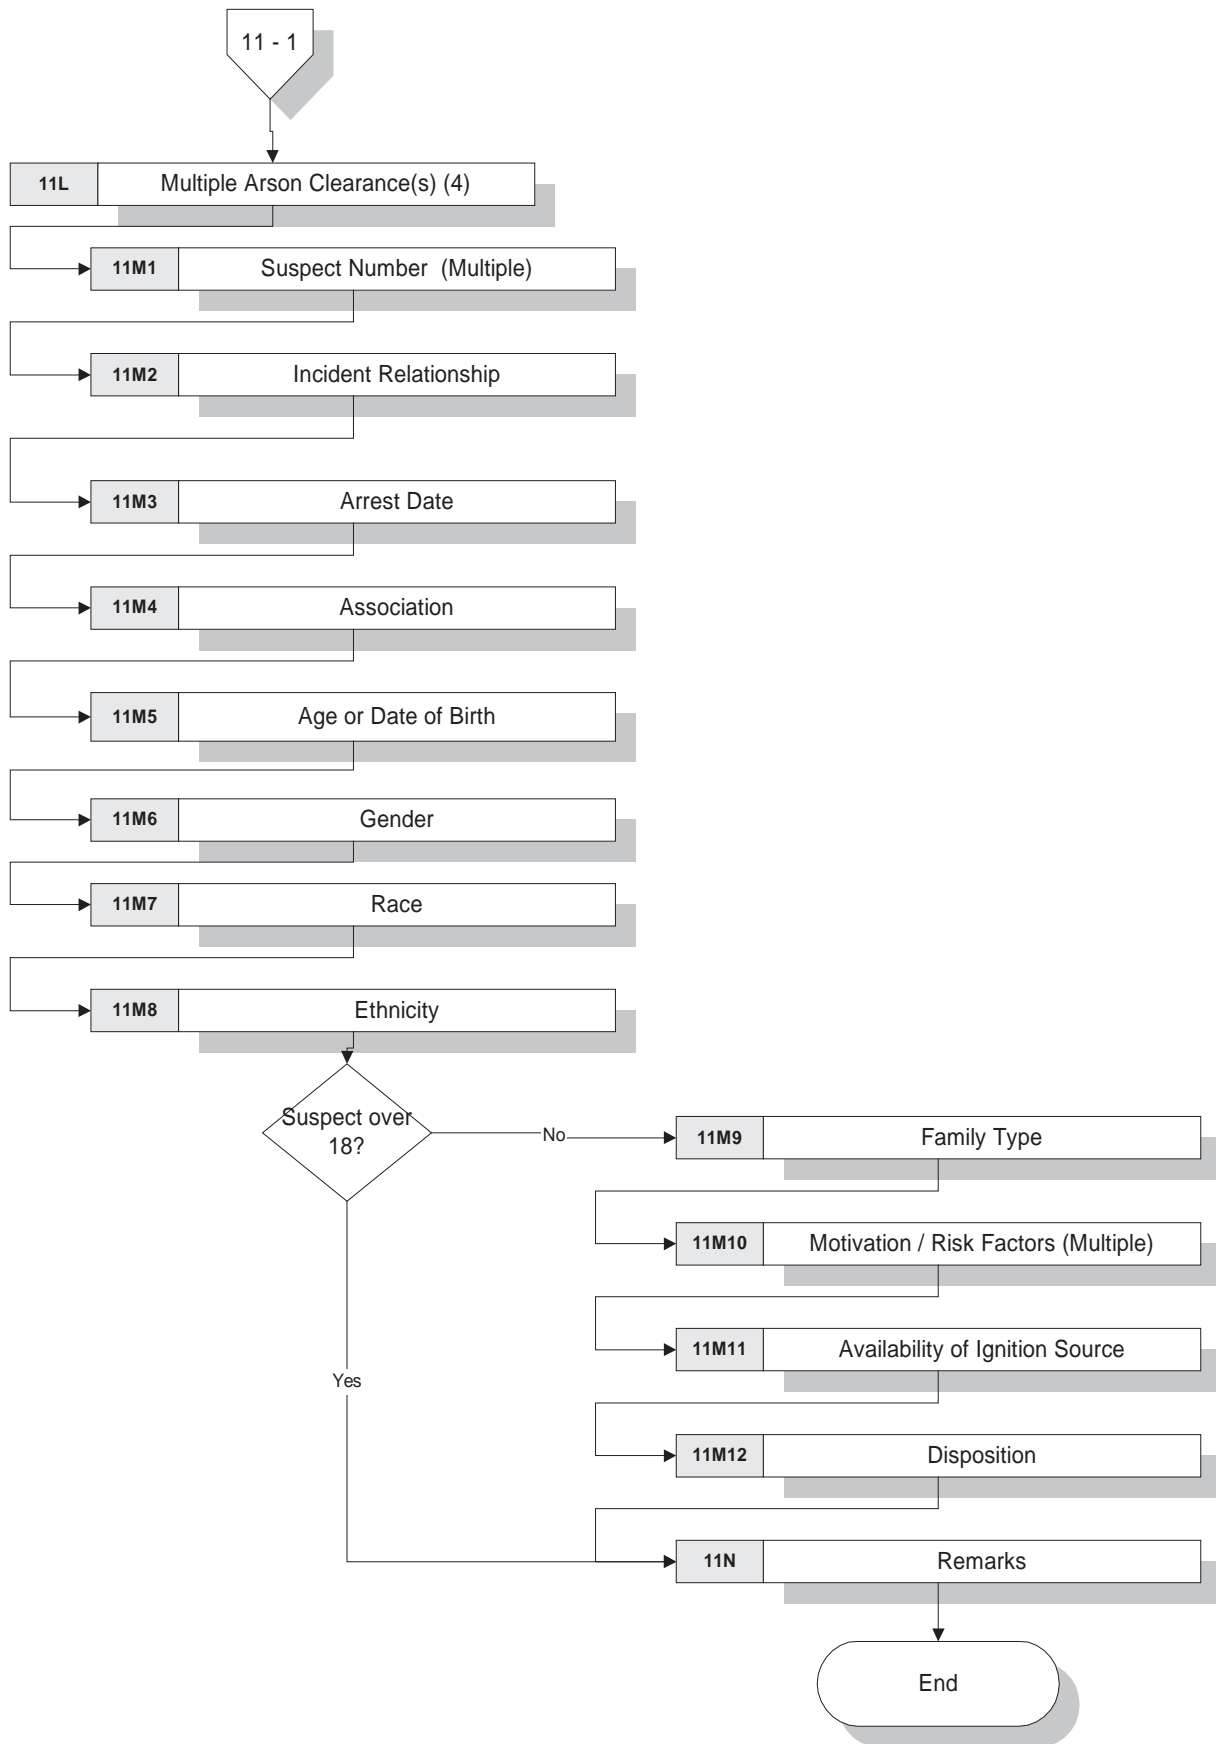 11 - 1
11L Multiple Arson Clearance(s) (4)
11M1 Suspect Number (Multiple)
11M2 Incident Relationship
11M3 Arrest Date
11M4 Association
11M5 Age or Date of Birth
11M6 Gender
11M7 Race
11M8 Ethnicity
Suspect over
18?
No
11M9 Family Type
11M10 Motivation / Risk Factors (Multiple)
11M11 Availability of Ignition Source
Yes
11M12 Disposition
11N Remarks
End